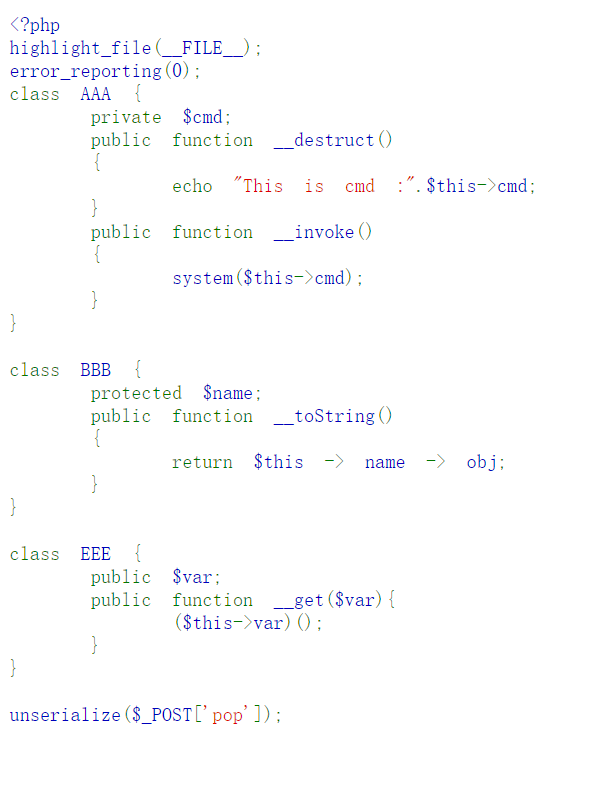 <?php
highlight_file(__FILE__);
error_reporting(0);
class AAA {
private $cmd;
public function __destruct()
{
echo "This is cmd :".$this->cmd;
}
public function __invoke()
{
system($this->cmd);
}
}
class BBB {
protected $name;
public function __toString()
{
return $this -> name -> obj;
}
}
class EEE {
public $var;
public function __get($var){
($this->var)();
}
}
unserialize($_POST['pop']);